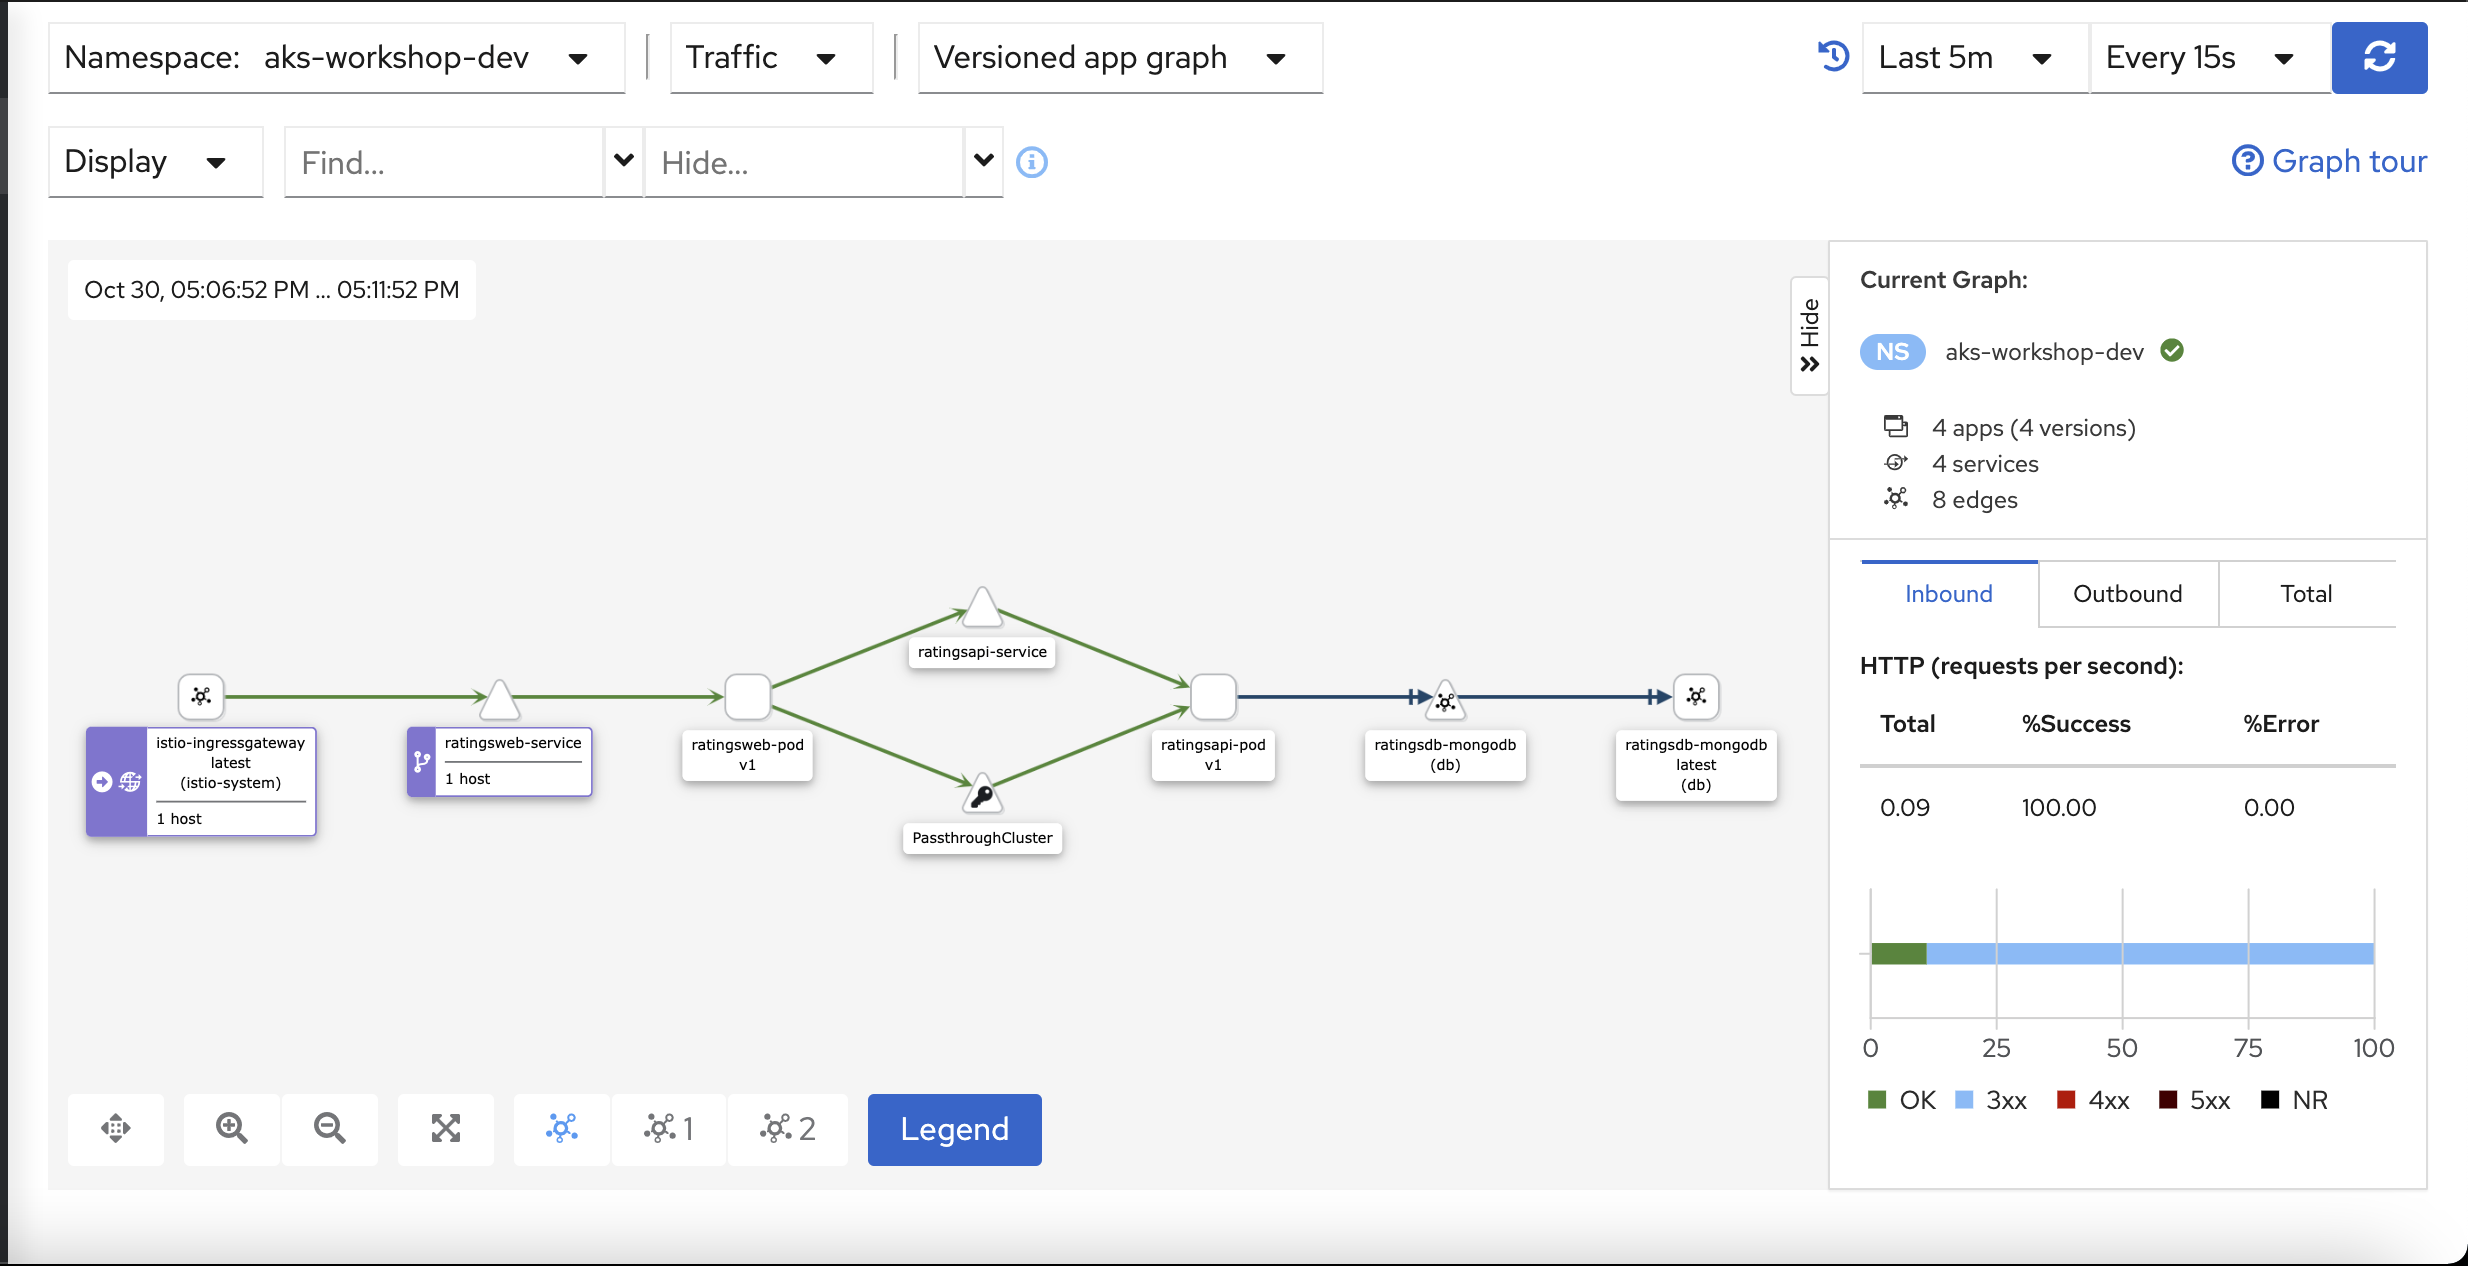 Namespace: aks-workshop-dev
Traffic
Versioned app graph
Last 5m
Every 15s
Display
Find...
Hide...
Graph tour
Oct 30, 05:06:52 PM ... 05:11:52 PM
Hide
Current Graph:
NS aks-workshop-dev
4 apps (4 versions)
4 services
8 edges
Inbound
Outbound
Total
HTTP (requests per second):
Total %Success %Error
0.09 100.00 0.00
0 25 50 75 100
OK 3xx 4xx 5xx NR
istio-ingressgateway
latest
(istio-system)
1 host
ratingsweb-service
1 host
ratingsweb-pod
v1
ratingsapi-service
PassthroughCluster
ratingsapi-pod
v1
ratingsdb-mongodb
(db)
ratingsdb-mongodb
latest
(db)
1
2
Legend